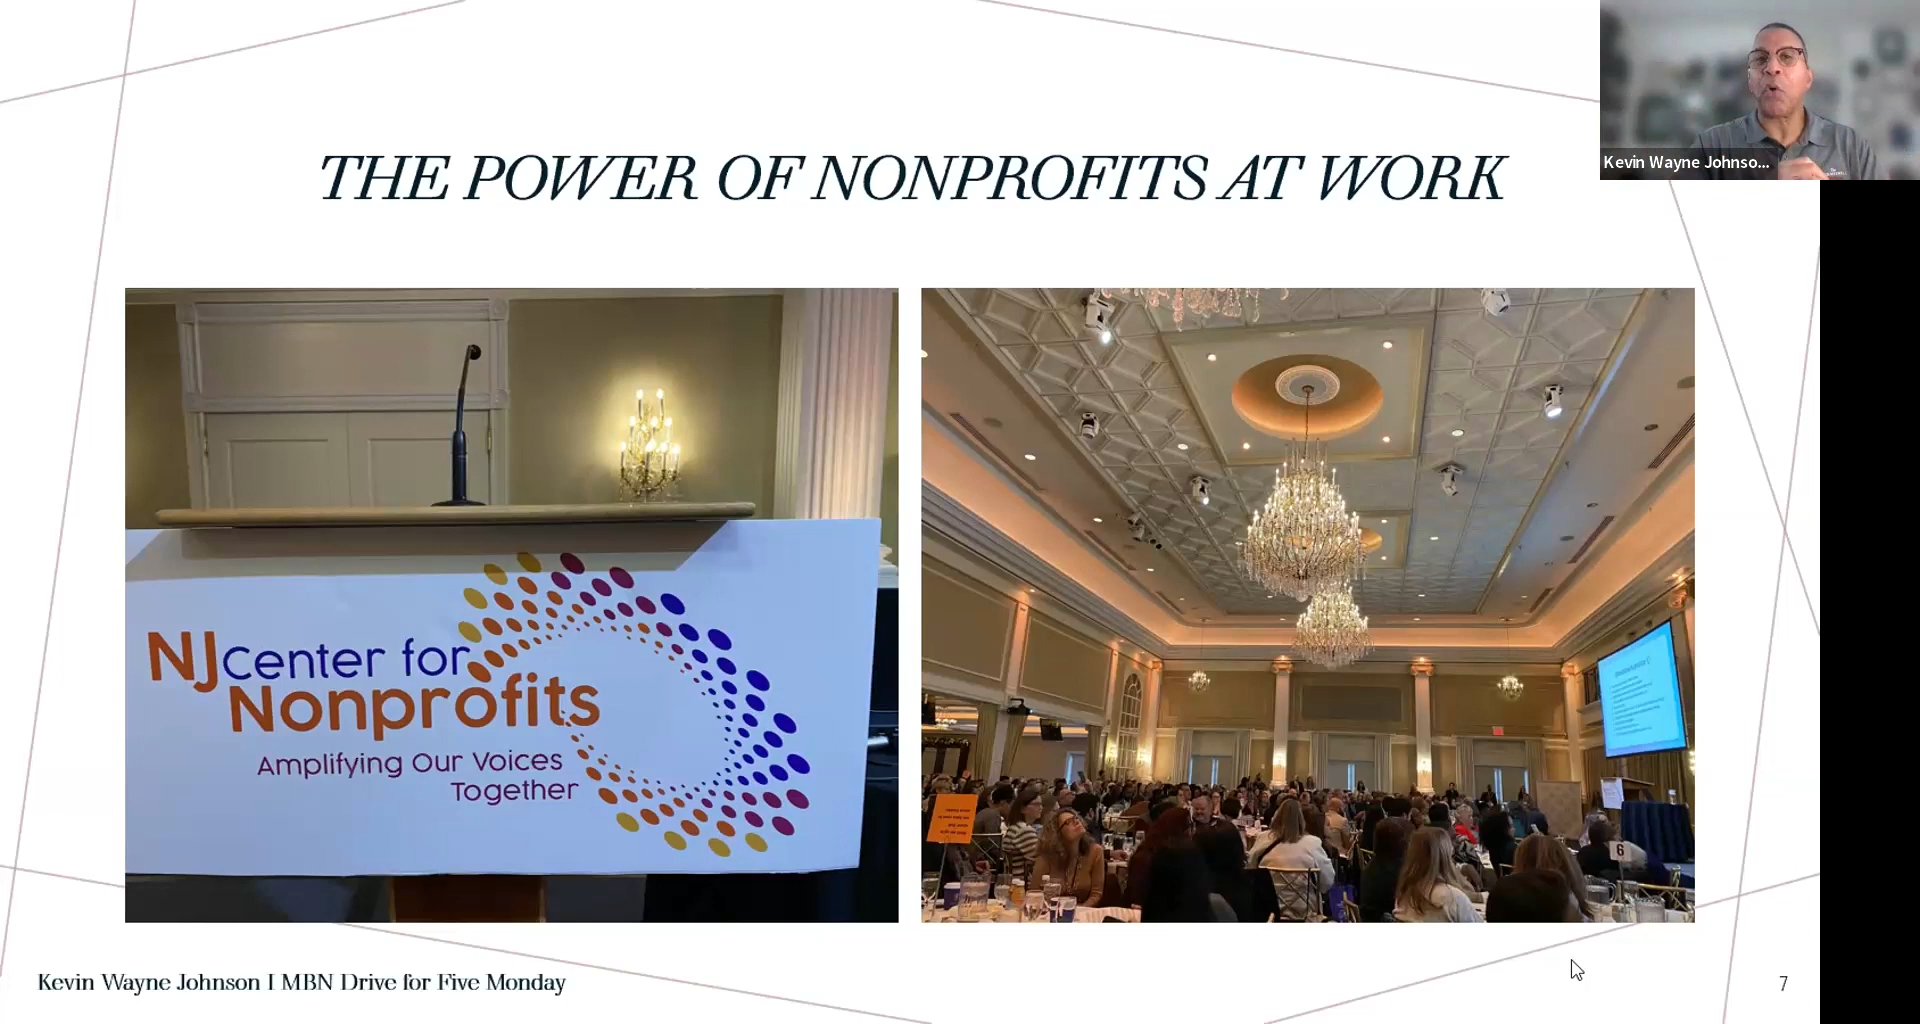 THE POWER OF NONPROFITS AT WORK
Kevin Wayne Johnso...
NJ center for
Nonprofits
Amplifying Our Voices
Together
6
Kevin Wayne Johnson I MBN Drive for Five Monday
7